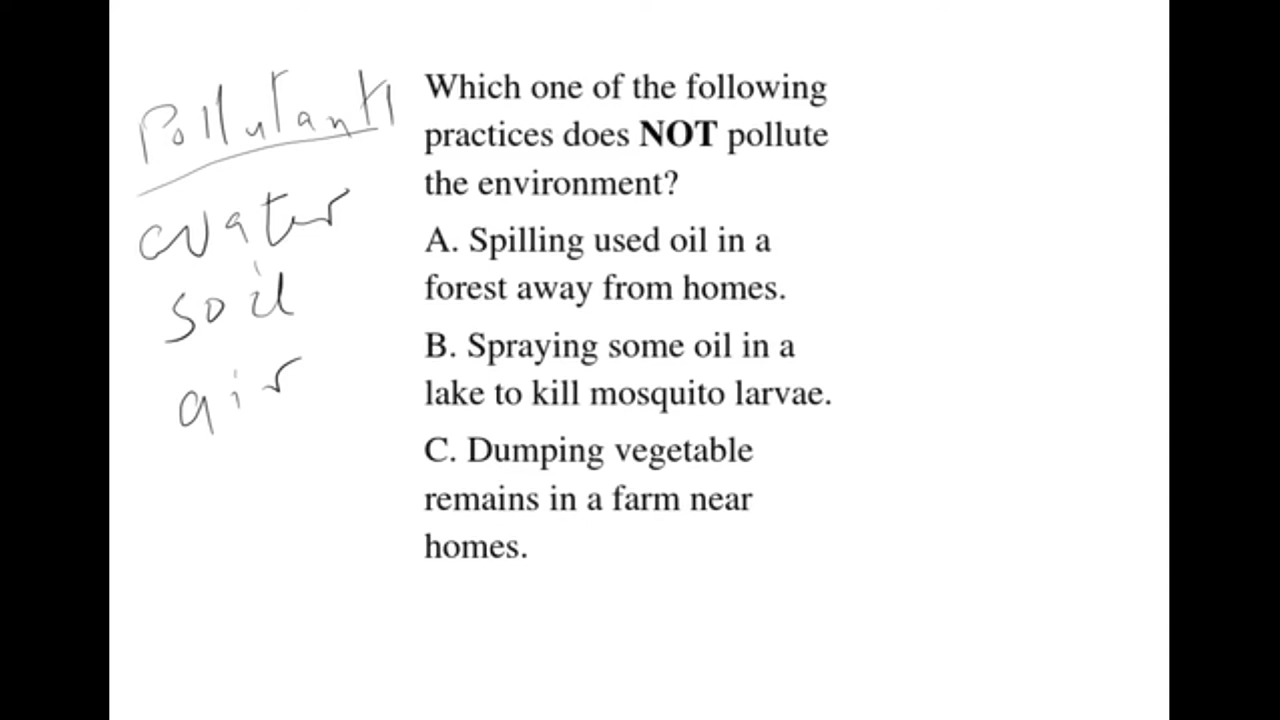 Pollutants
water
soil
air
Which one of the following
practices does NOT pollute
the environment?
A. Spilling used oil in a
forest away from homes.
B. Spraying some oil in a
lake to kill mosquito larvae.
C. Dumping vegetable
remains in a farm near
homes.